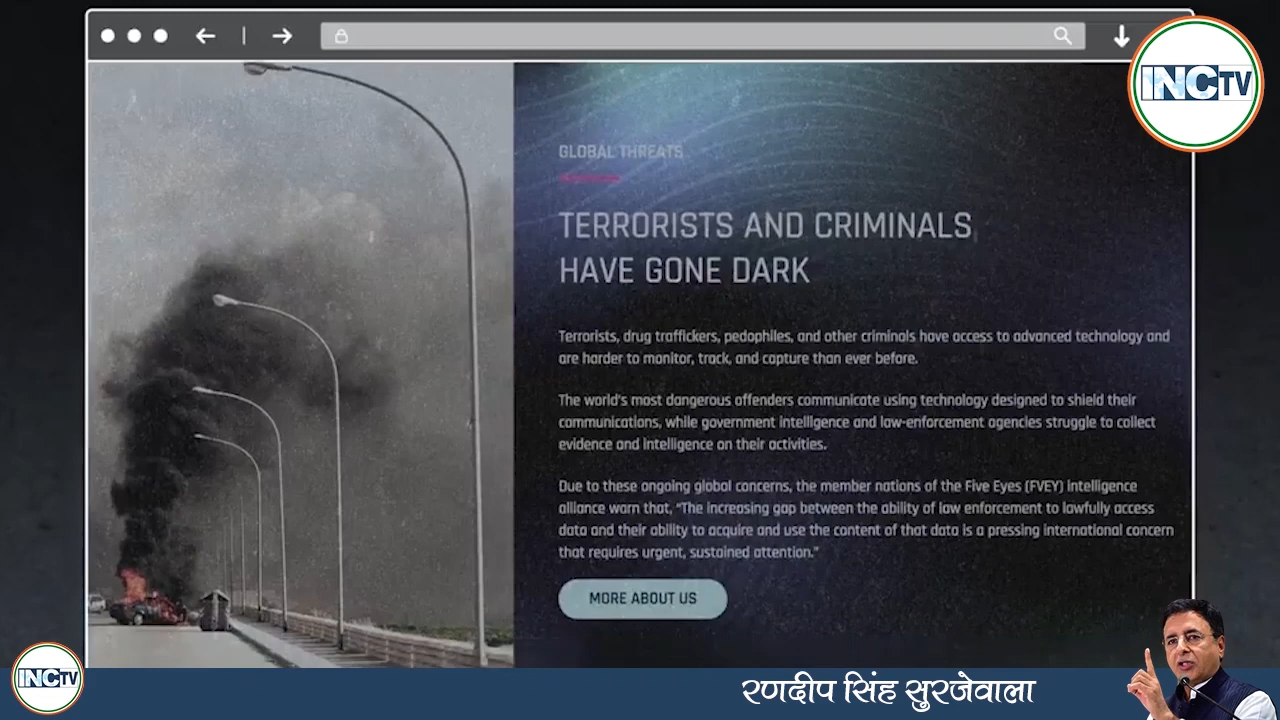 INCTV
GLOBAL THREATS
TERRORISTS AND CRIMINALS
HAVE GONE DARK
Terrorists, drug traffickers, pedophiles, and other criminals have access to advanced technology and
are harder to monitor, track, and capture than ever before.
The world's most dangerous offenders communicate using technology designed to shield their
communications, while government intelligence and law-enforcement agencies struggle to collect
evidence and intelligence on their activities.
Due to these ongoing global concerns, the member nations of the Five Eyes (FVEY) intelligence
alliance warn that, "The increasing gap between the ability of law enforcement to lawfully access
data and their ability to acquire and use the content of that data is a pressing international concern
that requires urgent, sustained attention."
MORE ABOUT US
INCTV
रणदीप सिंह सुरजेवाला